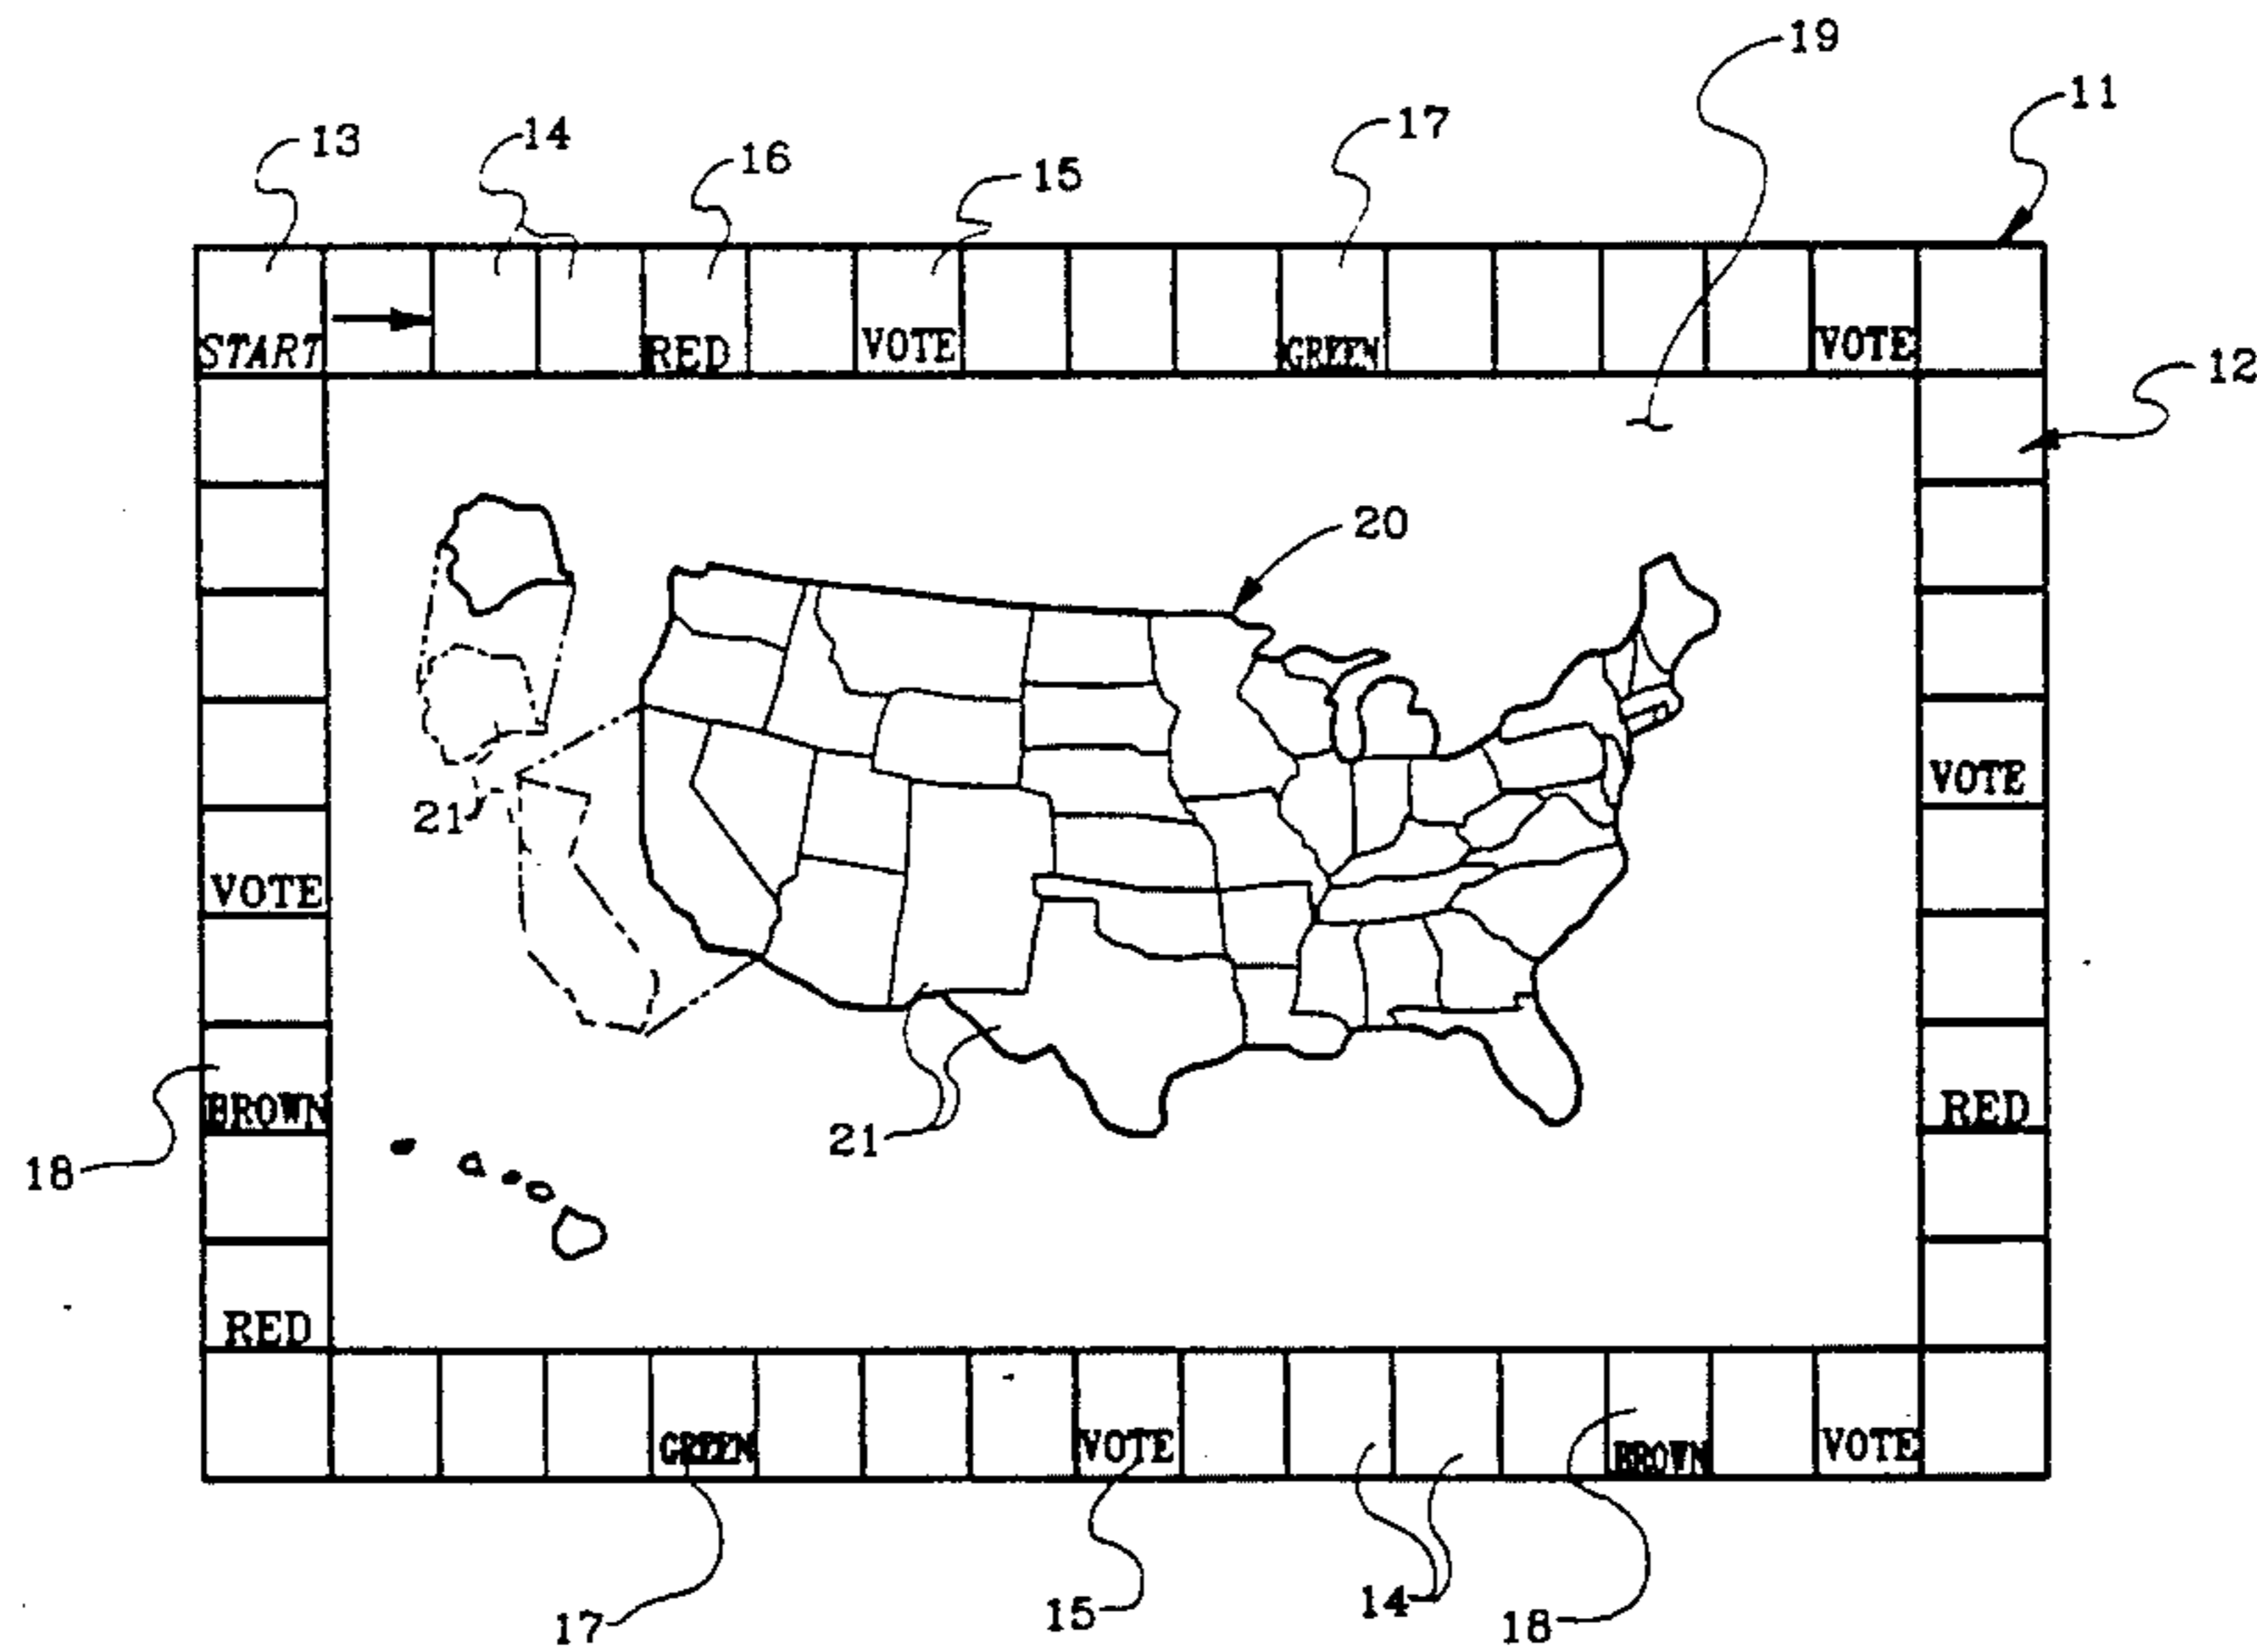 19
11
13
14
16
15
17
START
RED
VOTE
GREEN
VOTE
12
20
21
VOTE
VOTE
BROWN
RED
21
18
RED
GREEN
VOTE
BROWN
VOTE
17
15
14
18